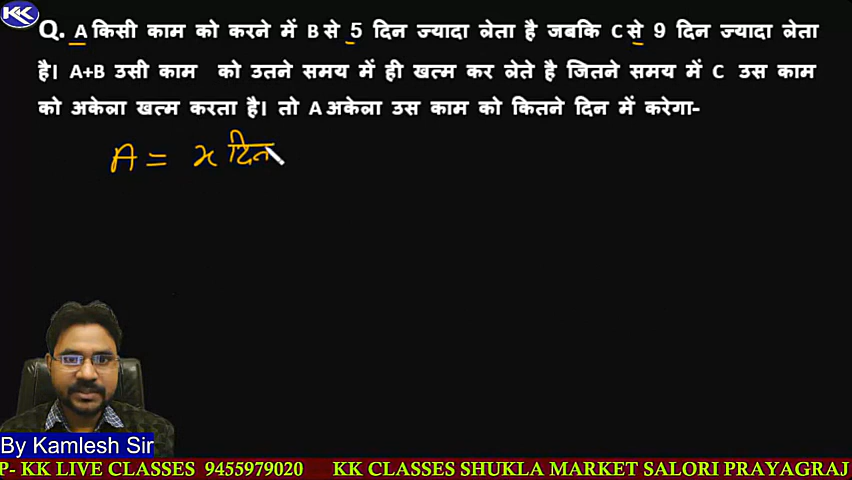 KK
Q. A किसी काम को करने में B से 5 दिन ज्यादा लेता है जबकि C से 9 दिन ज्यादा लेता
है। A+B उसी काम को उतने समय में ही खत्म कर लेते है जितने समय में C उस काम
को अकेला खत्म करता है। तो A अकेला उस काम को कितने दिन में करेगा-
A = x दिन
By Kamlesh Sir
P- KK LIVE CLASSES 9455979020 KK CLASSES SHUKLA MARKET SALORI PRAYAGRAJ